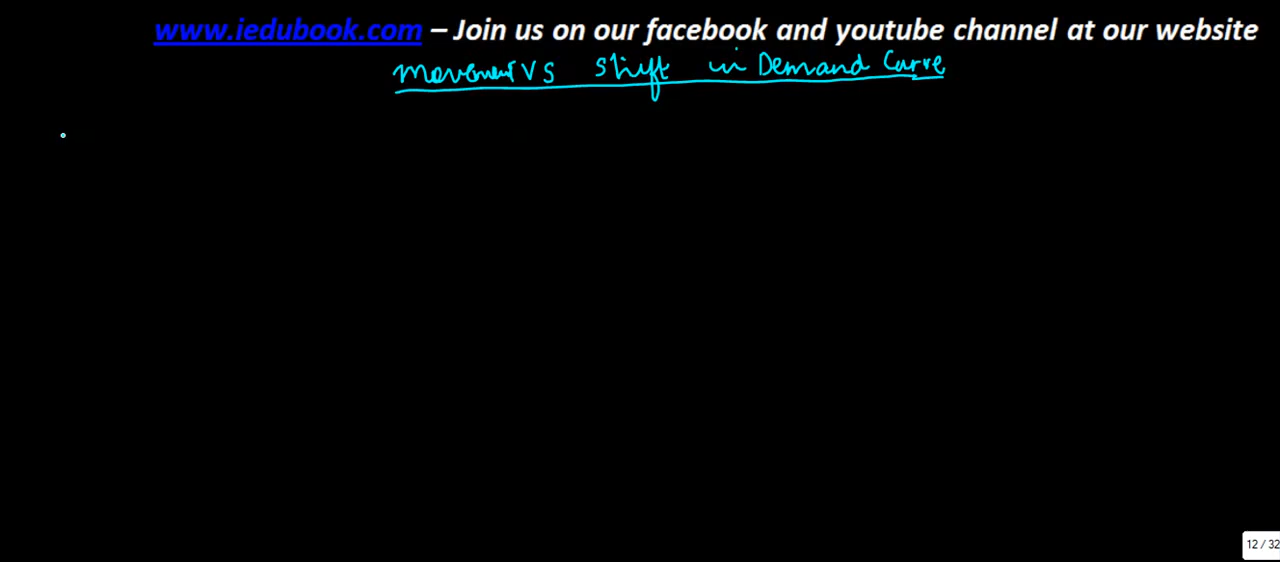 www.iedubook.com – Join us on our facebook and youtube channel at our website
Movement VS Shift in Demand Curve
12 / 32